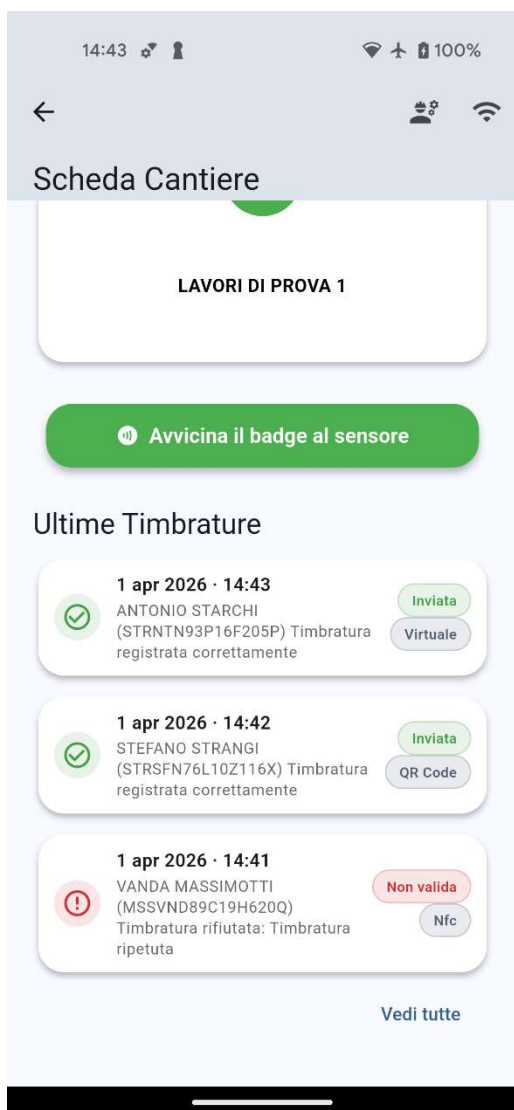 14:43
100%
Scheda Cantiere
LAVORI DI PROVA 1
Avvicina il badge al sensore
Ultime Timbrature
1 apr 2026 · 14:43
ANTONIO STARCHI
(STRNTN93P16F205P) Timbratura
registrata correttamente
Inviata
Virtuale
1 apr 2026 · 14:42
STEFANO STRANGI
(STRSFN76L10Z116X) Timbratura
registrata correttamente
Inviata
QR Code
1 apr 2026 · 14:41
VANDA MASSIMOTTI
(MSSVND89C19H620Q)
Timbratura rifiutata: Timbratura
ripetuta
Non valida
Nfc
Vedi tutte